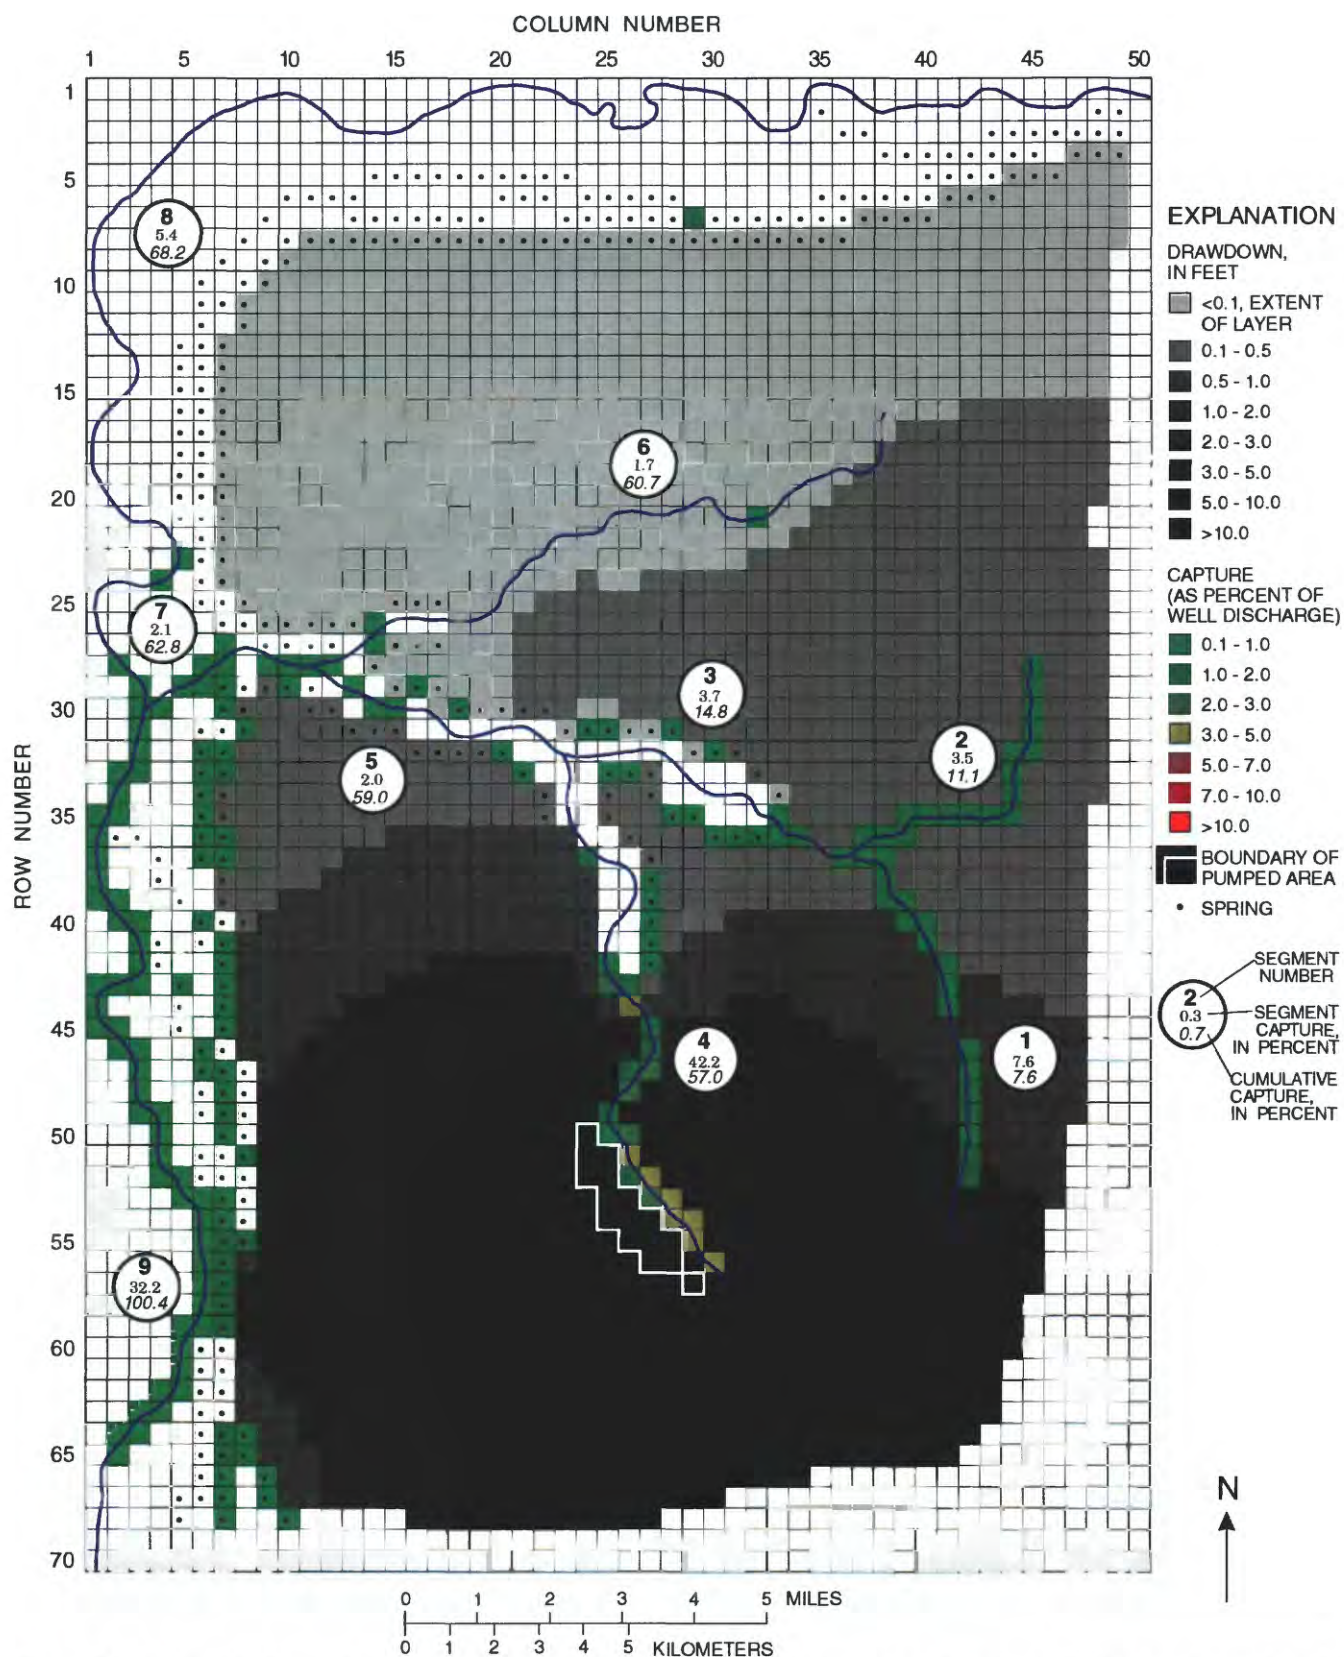 COLUMN NUMBER
1 5 10 15 20 25 30 35 40 45 50
ROW NUMBER
1
5
10
15
20
25
30
35
40
45
50
55
60
65
70
8
5.4
68.2
6
1.7
60.7
7
2.1
62.8
3
3.7
14.8
2
3.5
11.1
5
2.0
59.0
4
42.2
57.0
1
7.6
7.6
9
32.2
100.4
EXPLANATION
DRAWDOWN,
IN FEET
<0.1, EXTENT
OF LAYER
0.1 - 0.5
0.5 - 1.0
1.0 - 2.0
2.0 - 3.0
3.0 - 5.0
5.0 - 10.0
>10.0
CAPTURE
(AS PERCENT OF
WELL DISCHARGE)
0.1 - 1.0
1.0 - 2.0
2.0 - 3.0
3.0 - 5.0
5.0 - 7.0
7.0 - 10.0
>10.0
BOUNDARY OF
PUMPED AREA
SPRING
2
0.3
0.7
SEGMENT
NUMBER
SEGMENT
CAPTURE,
IN PERCENT
CUMULATIVE
CAPTURE,
IN PERCENT
N
0 1 2 3 4 5 MILES
0 1 2 3 4 5 KILOMETERS